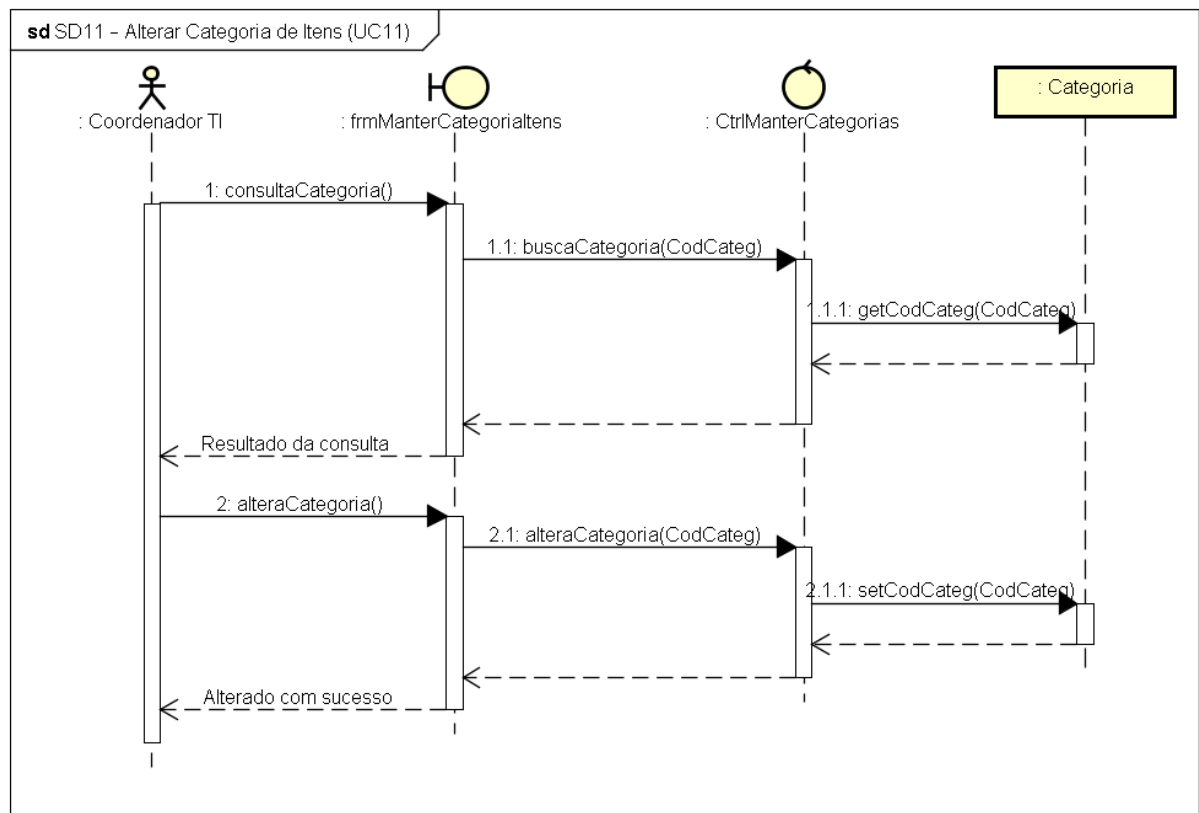 sd SD11 – Alterar Categoria de Itens (UC11)
: Coordenador TI
: frmManterCategoriaItens
: CtrlManterCategorias
: Categoria
1: consultaCategoria()
1.1: buscaCategoria(CodCateg)
1.1.1: getCodCateg(CodCateg)
Resultado da consulta
2: alteraCategoria()
2.1: alteraCategoria(CodCateg)
2.1.1: setCodCateg(CodCateg)
Alterado com sucesso